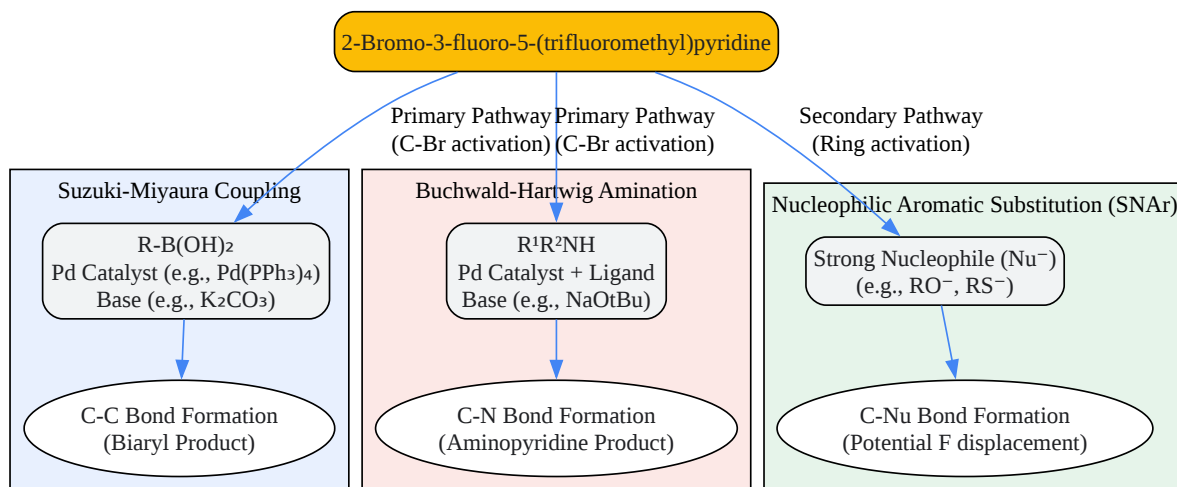 2-Bromo-3-fluoro-5-(trifluoromethyl)pyridine
Primary Pathway
(C-Br activation)
Primary Pathway
(C-Br activation)
Secondary Pathway
(Ring activation)
Suzuki-Miyaura Coupling
R-B(OH)₂
Pd Catalyst (e.g., Pd(PPh₃)₄)
Base (e.g., K₂CO₃)
C-C Bond Formation
(Biaryl Product)
Buchwald-Hartwig Amination
R¹R²NH
Pd Catalyst + Ligand
Base (e.g., NaOtBu)
C-N Bond Formation
(Aminopyridine Product)
Nucleophilic Aromatic Substitution (SNAr)
Strong Nucleophile (Nu⁻)
(e.g., RO⁻, RS⁻)
C-Nu Bond Formation
(Potential F displacement)